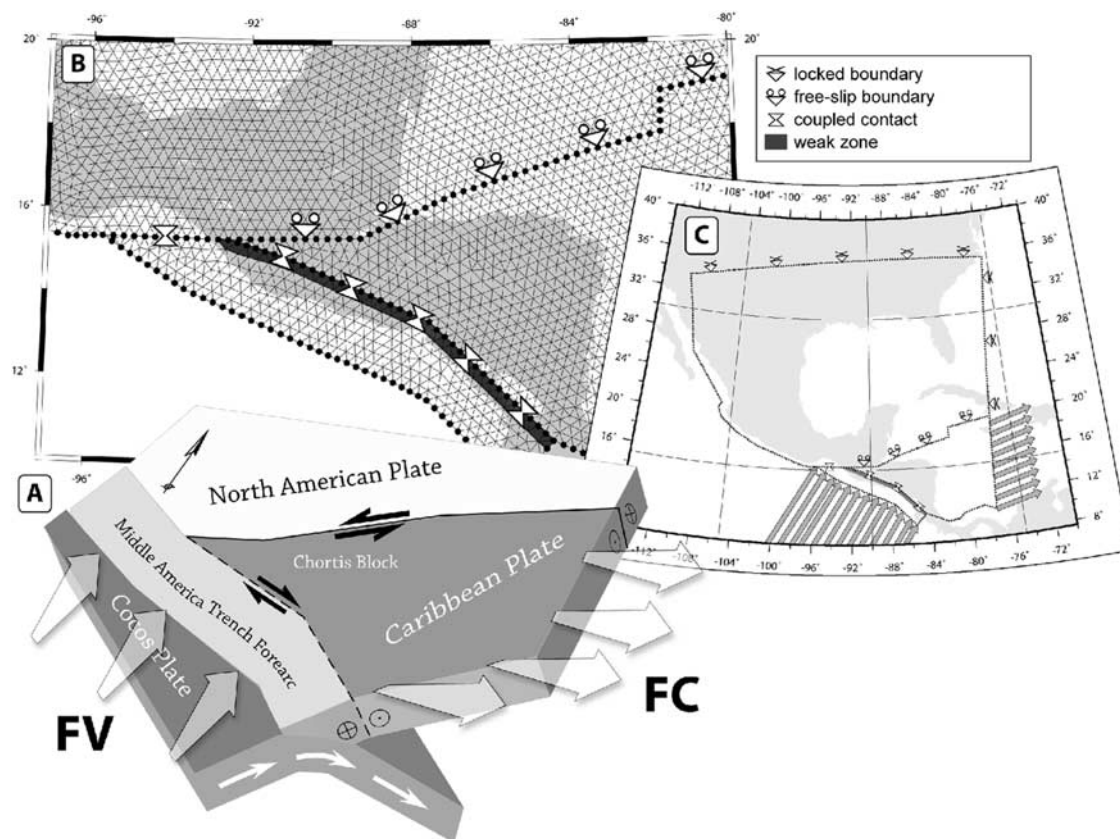 -96° -92° -88° -84° -80°
20° 20°
B
16°
12°
-96°
locked boundary
free-slip boundary
coupled contact
weak zone
-112° -108° -104° -100° -96° -92° -88° -84° -80° -76° -72°
40° 40°
C
36° 36°
32° 32°
28° 28°
24° 24°
20° 20°
16° 16°
12° 12°
8° 8°
-112° -108° -104° -100° -96° -92° -88° -84° -80° -76° -72°
A
North American Plate
Chortis Block
Middle America Trench Forearc
Cocos Plate
Caribbean Plate
FV
FC